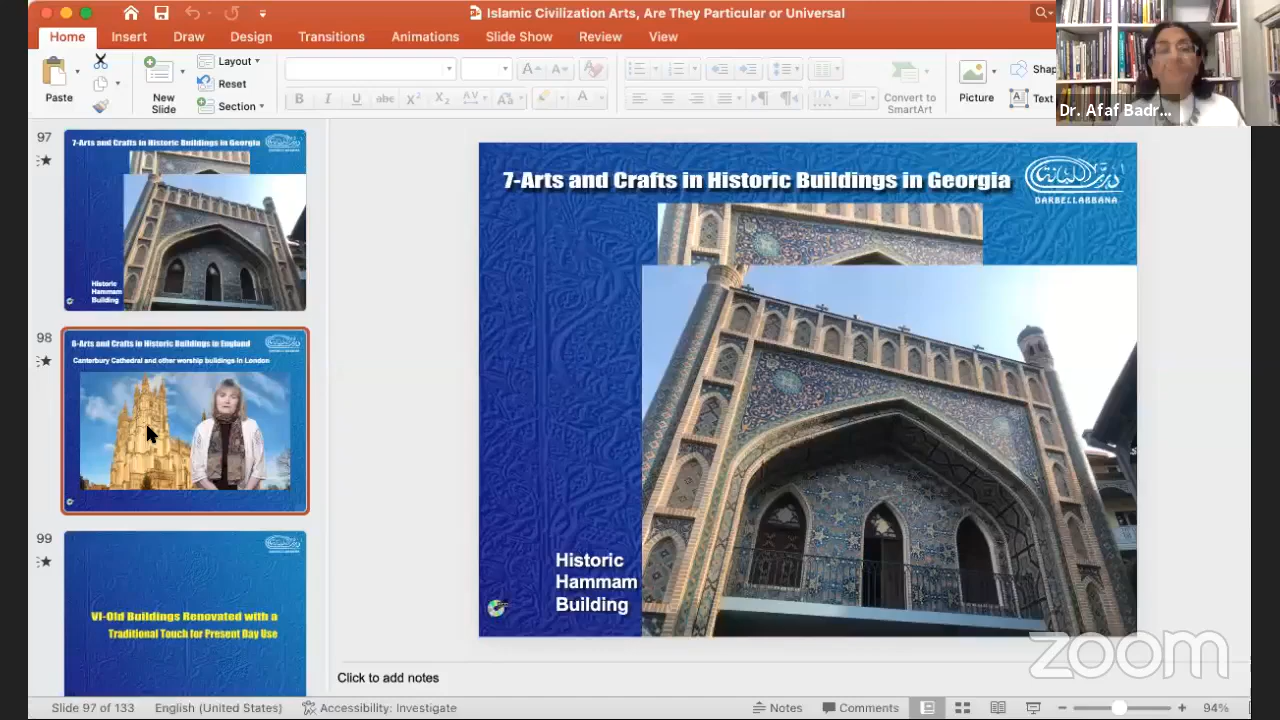 Islamic Civilization Arts, Are They Particular or Universal
Home Insert Draw Design Transitions Animations Slide Show Review View
Paste
New
Slide
Layout
Reset
Section
Convert to
SmartArt
Picture
Shap
Text
Dr. Afaf Badr...
97
7-Arts and Crafts in Historic Buildings in Georgia
Historic
Hammam
Building
98
6-Arts and Crafts in Historic Buildings in England
Canterbury Cathedral and other worship buildings in London
99
VI-Old Buildings Renovated with a
Traditional Touch for Present Day Use
7-Arts and Crafts in Historic Buildings in Georgia
DARBELLABBANA
Historic
Hammam
Building
zoom
Click to add notes
Slide 97 of 133 English (United States) Accessibility: Investigate Notes Comments 94%